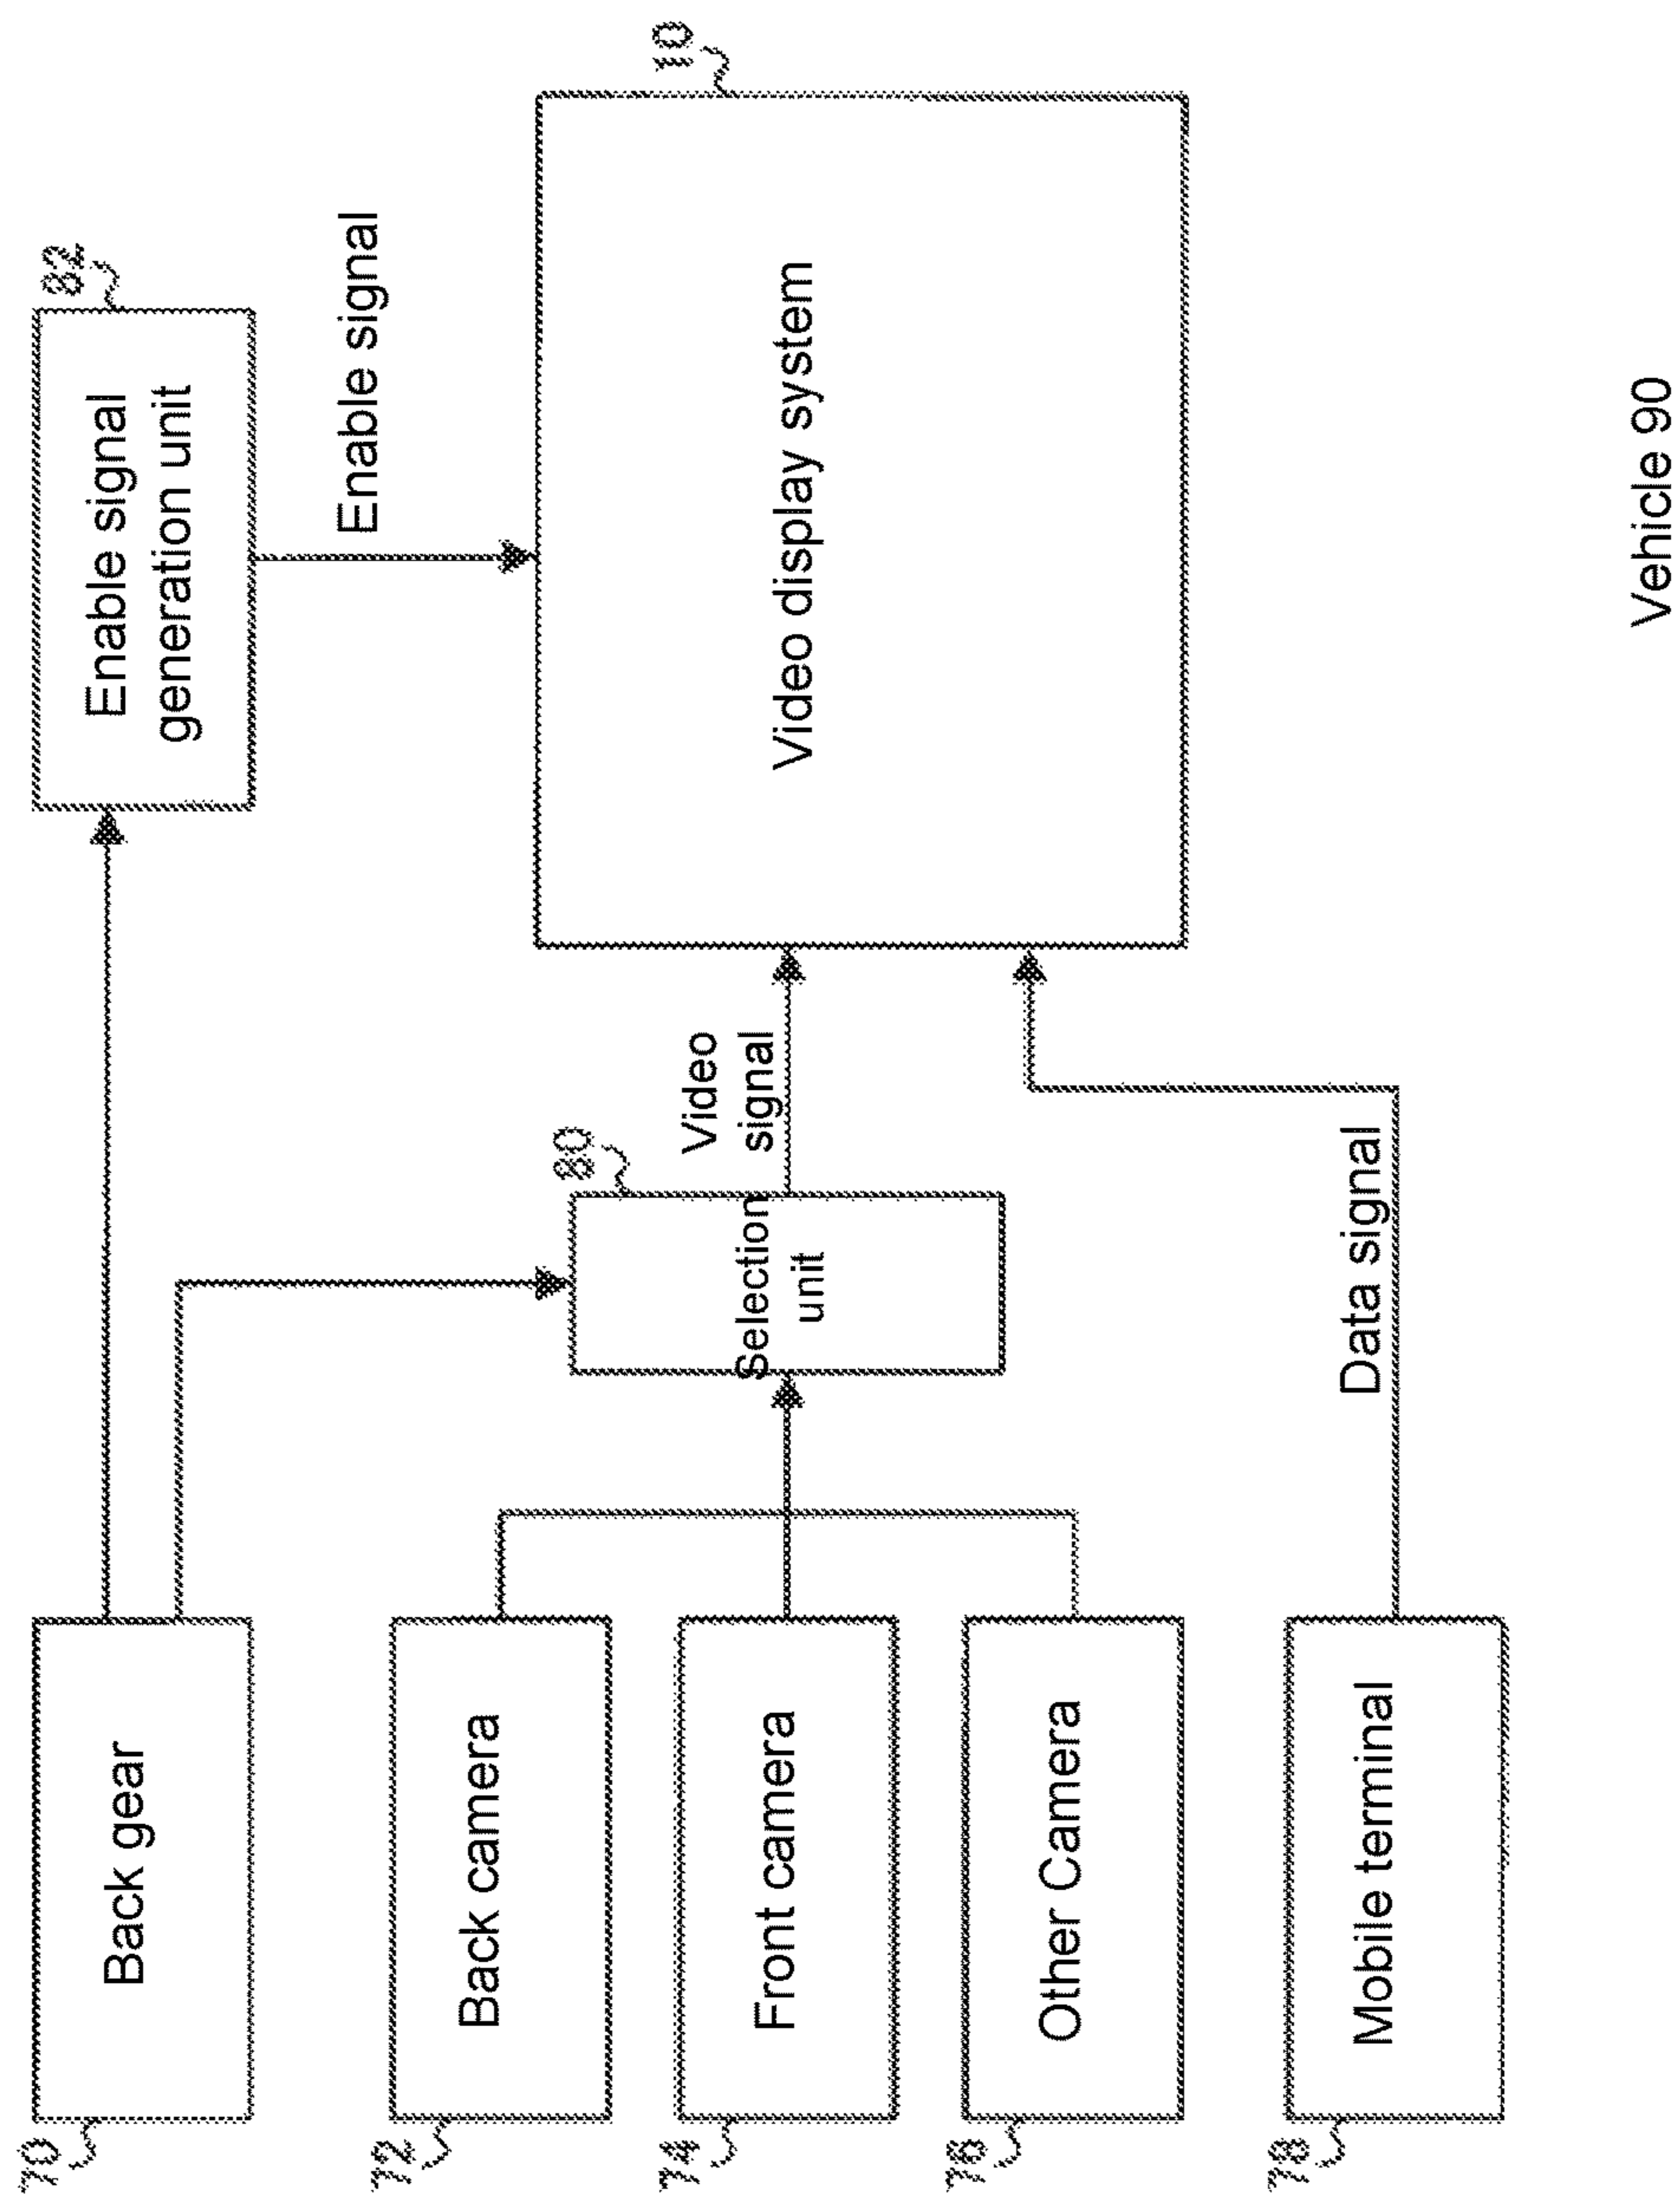 70
Back gear
82
Enable signal
generation unit
Enable signal
72
Back camera
74
Front camera
76
Other Camera
80
Selection
unit
Video
signal
10
Video display system
78
Mobile terminal
Data signal
Vehicle 90